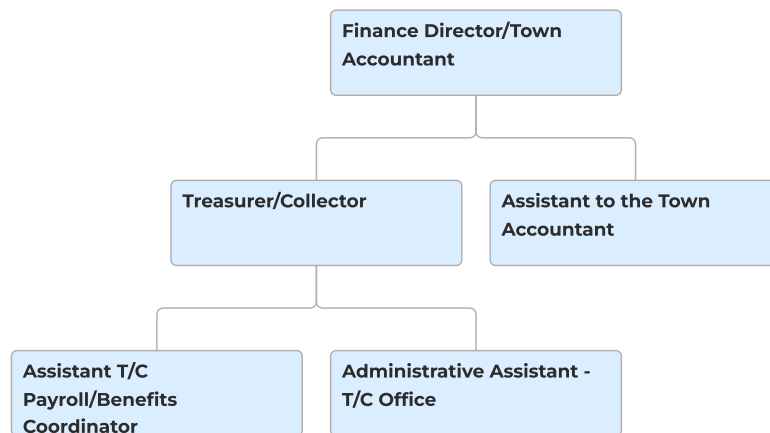 Finance Director/Town
Accountant
Treasurer/Collector
Assistant to the Town
Accountant
Assistant T/C
Payroll/Benefits
Coordinator
Administrative Assistant -
T/C Office